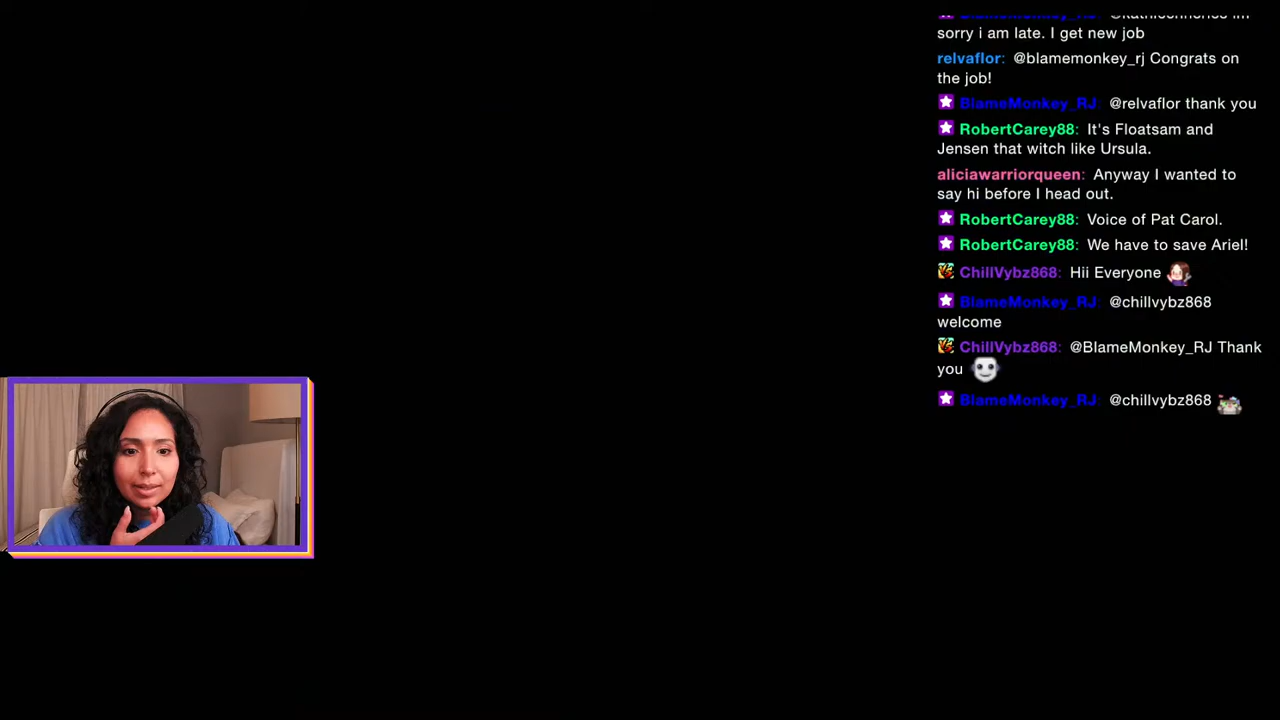 sorry i am late. I get new job
relvaflor: @blamemonkey_rj Congrats on
the job!
BlameMonkey_RJ: @relvaflor thank you
RobertCarey88: It's Floatsam and
Jensen that witch like Ursula.
aliciawarriorqueen: Anyway I wanted to
say hi before I head out.
RobertCarey88: Voice of Pat Carol.
RobertCarey88: We have to save Ariel!
ChillVybz868: Hii Everyone
BlameMonkey_RJ: @chillvybz868
welcome
ChillVybz868: @BlameMonkey_RJ Thank
you
BlameMonkey_RJ: @chillvybz868